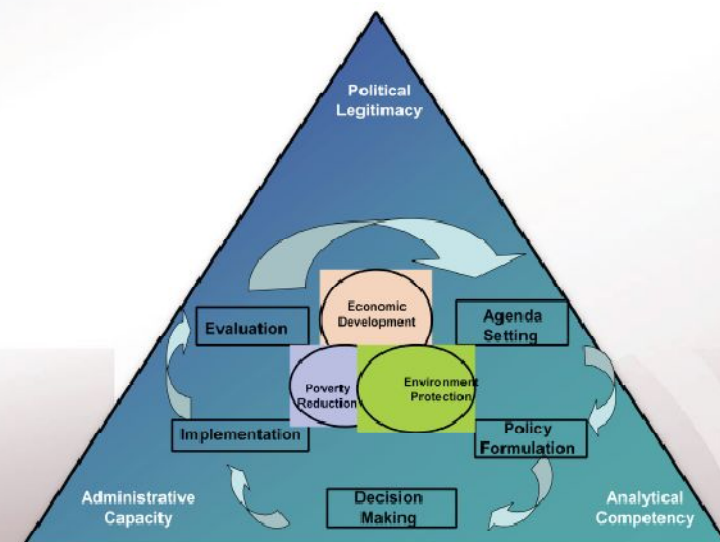 Political
Legitimacy
Economic
Development
Evaluation
Agenda
Setting
Poverty
Reduction
Environment
Protection
Implementation
Policy
Formulation
Decision
Making
Administrative
Capacity
Analytical
Competency